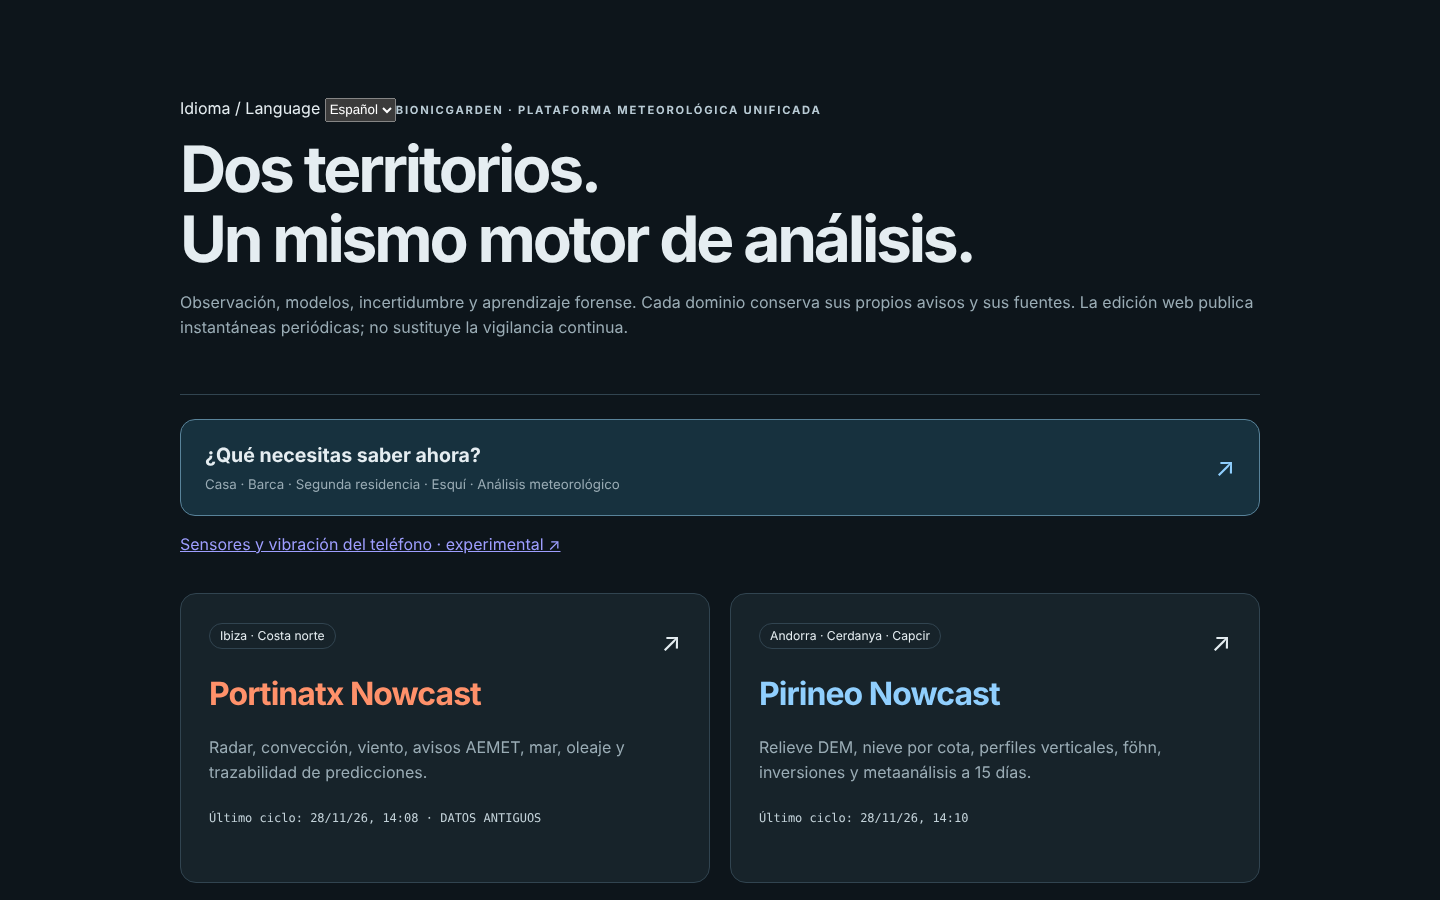 Idioma / Language Español BIONICGARDEN · PLATAFORMA METEOROLÓGICA UNIFICADA
Dos territorios.
Un mismo motor de análisis.
Observación, modelos, incertidumbre y aprendizaje forense. Cada dominio conserva sus propios avisos y sus fuentes. La edición web publica
instantáneas periódicas; no sustituye la vigilancia continua.
¿Qué necesitas saber ahora?
Casa · Barca · Segunda residencia · Esquí · Análisis meteorológico
Sensores y vibración del teléfono · experimental ↗
Ibiza · Costa norte
Portinatx Nowcast
Radar, convección, viento, avisos AEMET, mar, oleaje y
trazabilidad de predicciones.
Último ciclo: 28/11/26, 14:08 · DATOS ANTIGUOS
Andorra · Cerdanya · Capcir
Pirineo Nowcast
Relieve DEM, nieve por cota, perfiles verticales, föhn,
inversiones y metaanálisis a 15 días.
Último ciclo: 28/11/26, 14:10